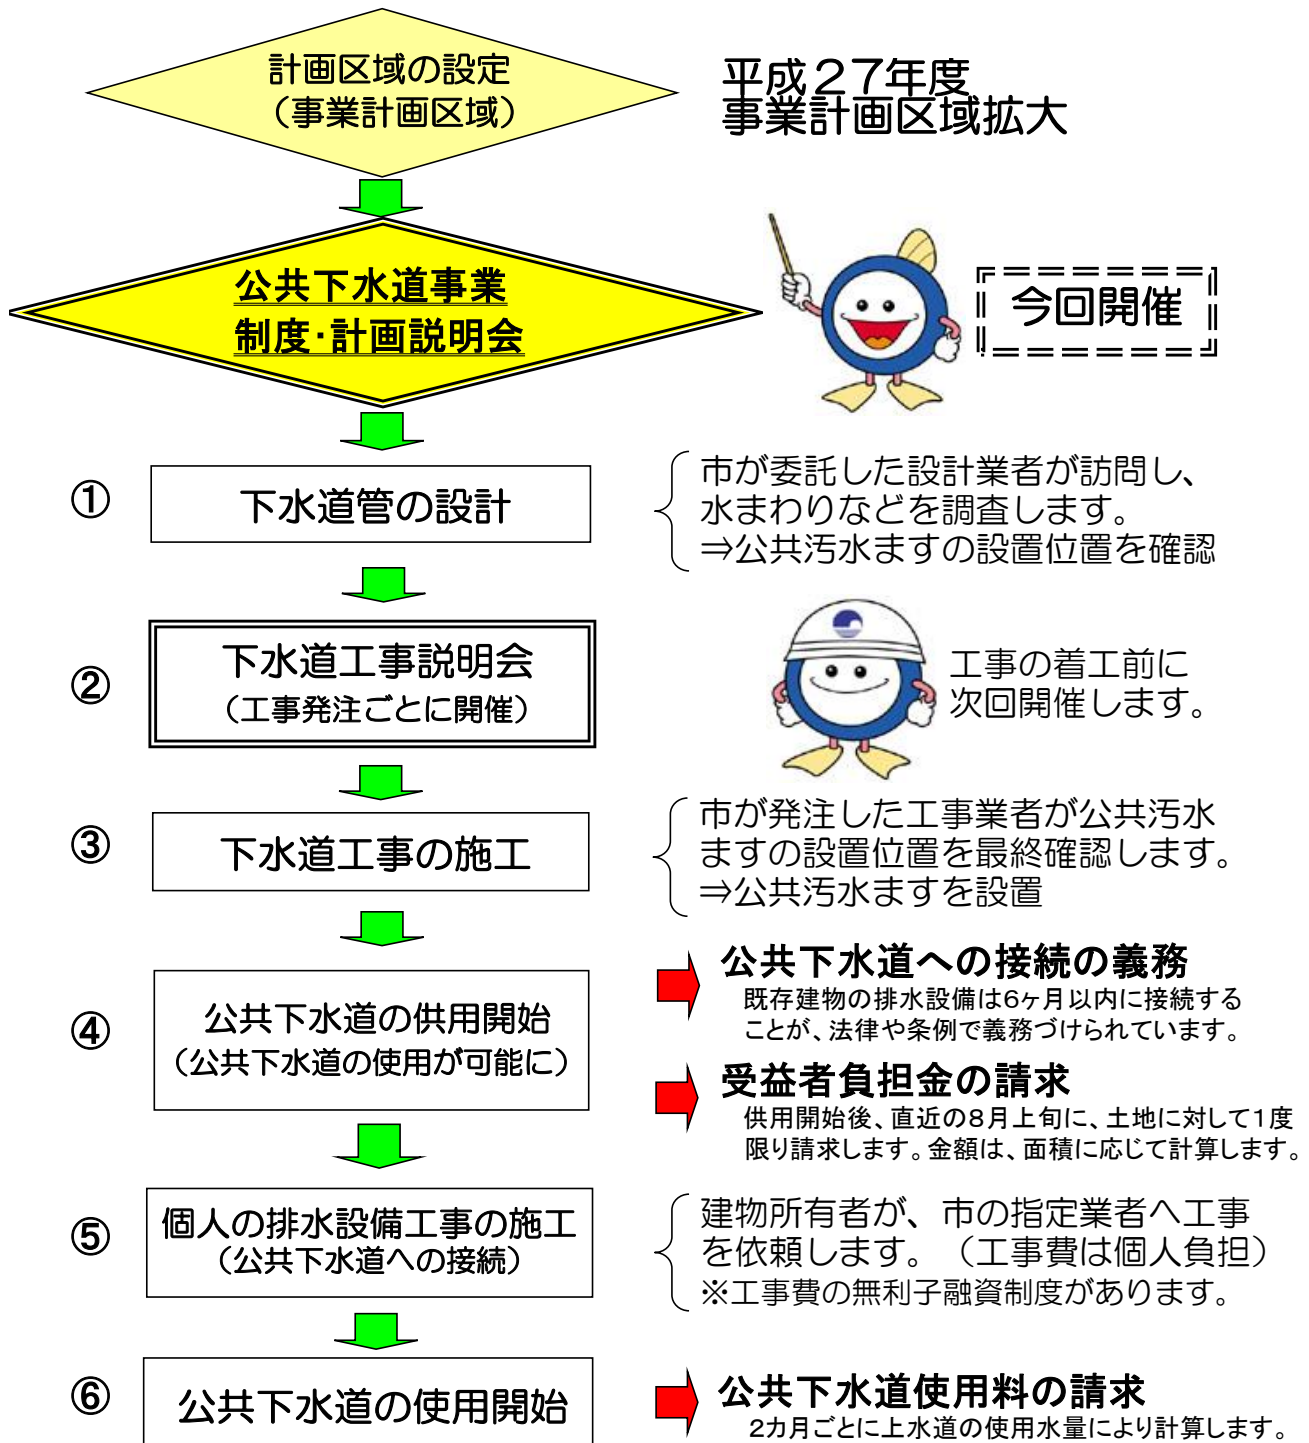 計画区域の設定
（事業計画区域）
平成２７年度
事業計画区域拡大
公共下水道事業
制度・計画説明会
今回開催
①
下水道管の設計
市が委託した設計業者が訪問し、
水まわりなどを調査します。
⇒公共汚水ますの設置位置を確認
②
下水道工事説明会
（工事発注ごとに開催）
工事の着工前に
次回開催します。
③
下水道工事の施工
市が発注した工事業者が公共汚水
ますの設置位置を最終確認します。
⇒公共汚水ますを設置
④
公共下水道の供用開始
（公共下水道の使用が可能に）
公共下水道への接続の義務
既存建物の排水設備は６ヶ月以内に接続する
ことが、法律や条例で義務づけられています。
受益者負担金の請求
供用開始後、直近の８月上旬に、土地に対して１度
限り請求します。金額は、面積に応じて計算します。
⑤
個人の排水設備工事の施工
（公共下水道への接続）
建物所有者が、市の指定業者へ工事
を依頼します。（工事費は個人負担）
※工事費の無利子融資制度があります。
⑥
公共下水道の使用開始
公共下水道使用料の請求
２カ月ごとに上水道の使用水量により計算します。